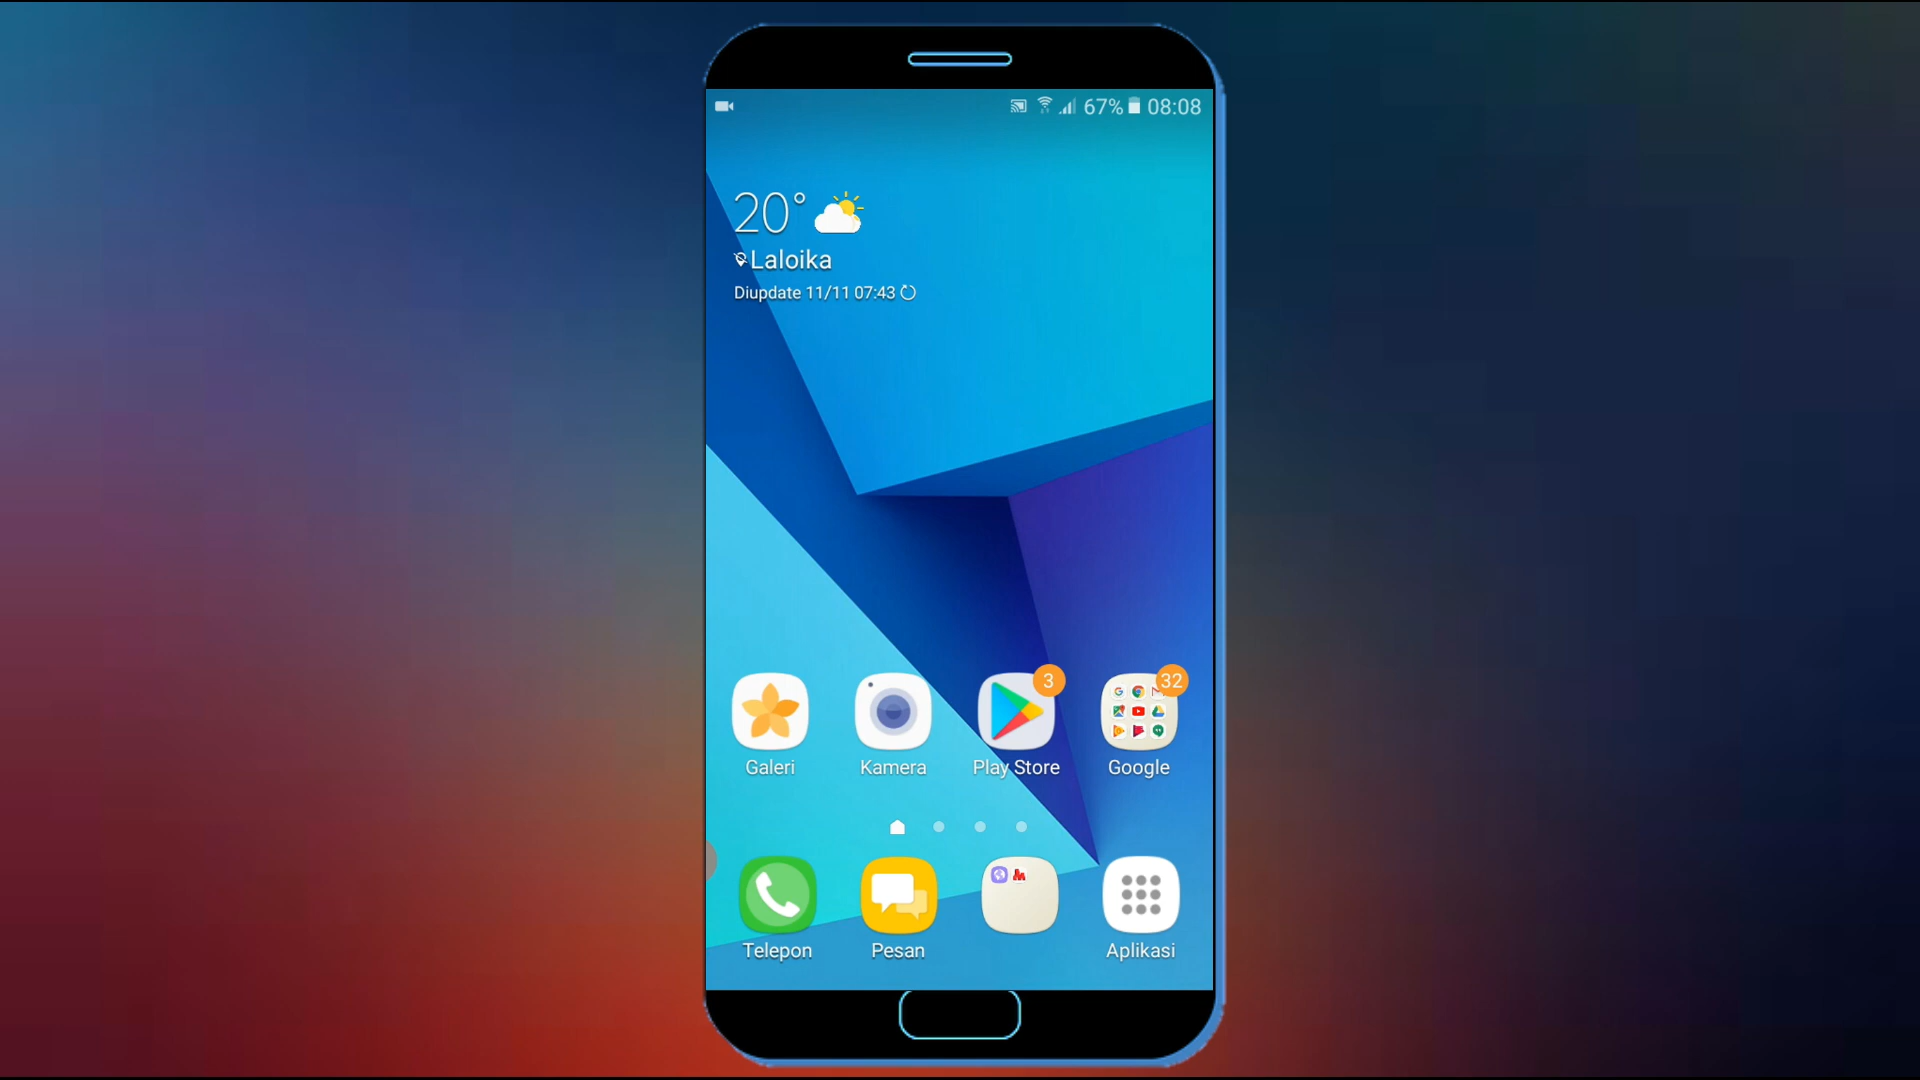 67% 08:08
20°
Laloika
Diupdate 11/11 07:43
3
32
Galeri
Kamera
Play Store
Google
Telepon
Pesan
Aplikasi